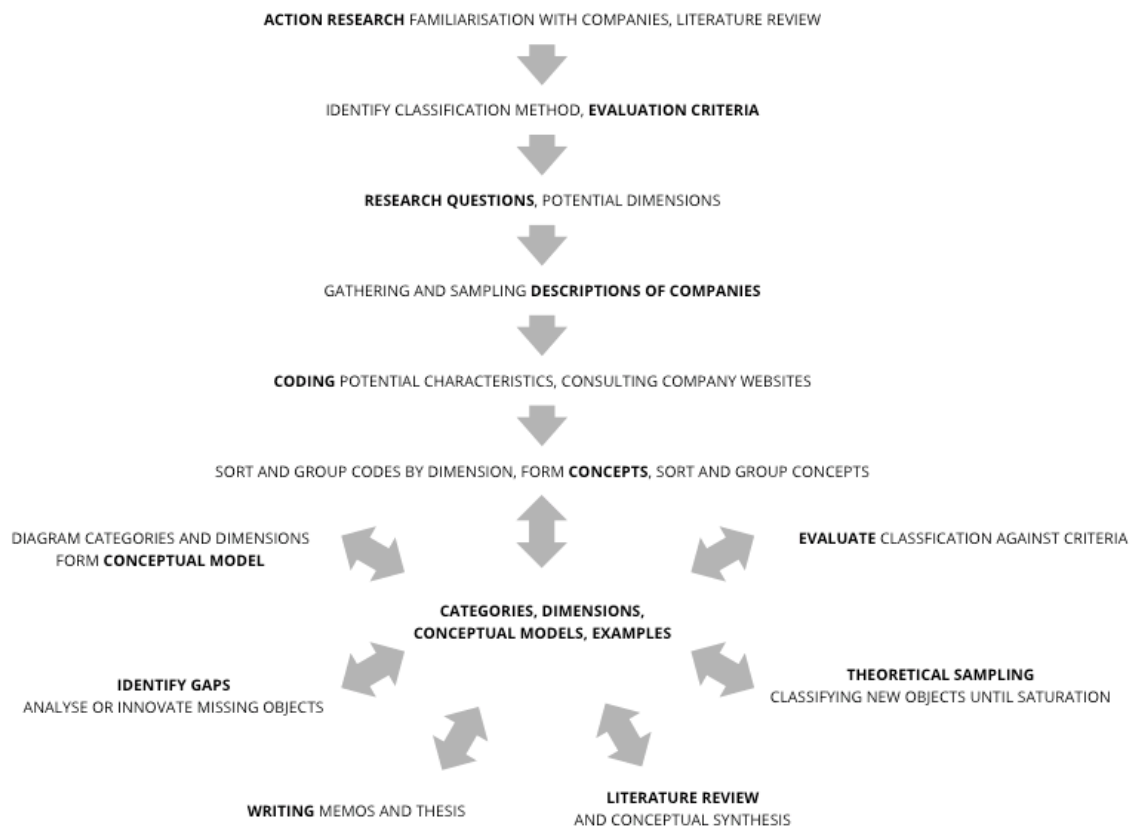 ACTION RESEARCH FAMILIARISATION WITH COMPANIES, LITERATURE REVIEW
IDENTIFY CLASSIFICATION METHOD, EVALUATION CRITERIA
RESEARCH QUESTIONS, POTENTIAL DIMENSIONS
GATHERING AND SAMPLING DESCRIPTIONS OF COMPANIES
CODING POTENTIAL CHARACTERISTICS, CONSULTING COMPANY WEBSITES
SORT AND GROUP CODES BY DIMENSION, FORM CONCEPTS, SORT AND GROUP CONCEPTS
DIAGRAM CATEGORIES AND DIMENSIONS
FORM CONCEPTUAL MODEL
EVALUATE CLASSFICATION AGAINST CRITERIA
CATEGORIES, DIMENSIONS,
CONCEPTUAL MODELS, EXAMPLES
IDENTIFY GAPS
ANALYSE OR INNOVATE MISSING OBJECTS
THEORETICAL SAMPLING
CLASSIFYING NEW OBJECTS UNTIL SATURATION
WRITING MEMOS AND THESIS
LITERATURE REVIEW
AND CONCEPTUAL SYNTHESIS